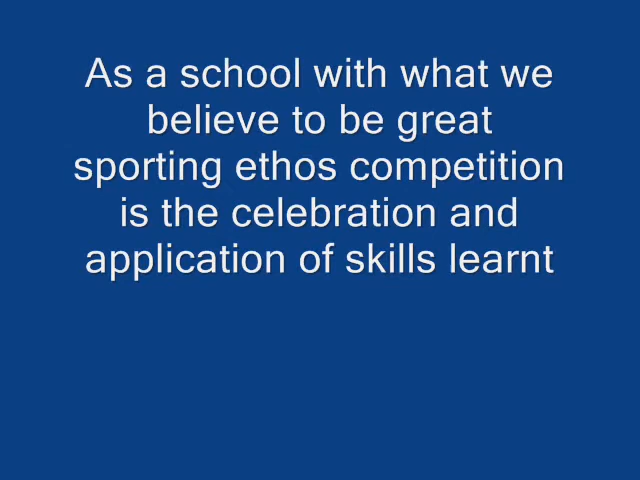 As a school with what we
believe to be great
sporting ethos competition
is the celebration and
application of skills learnt